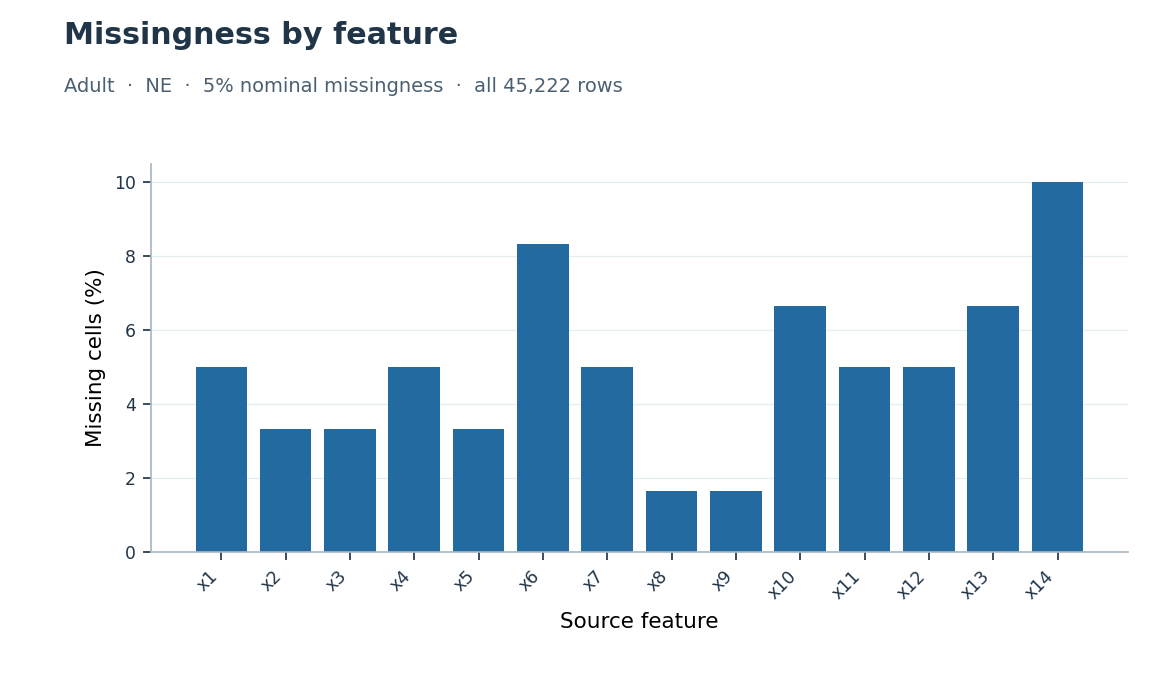 Missingness by feature
Adult · NE · 5% nominal missingness · all 45,222 rows
Missing cells (%)
10
8
6
4
2
0
x1 x2 x3 x4 x5 x6 x7 x8 x9 x10 x11 x12 x13 x14
Source feature